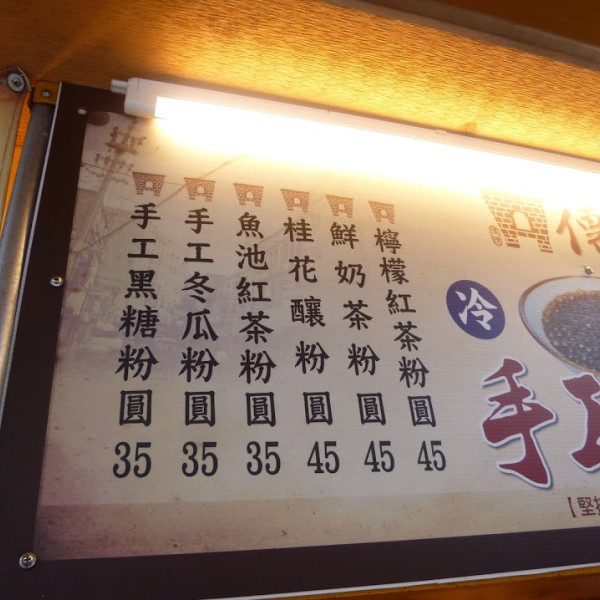 檸檬紅茶粉圓 45
鮮奶茶粉圓 45
桂花釀粉圓 45
魚池紅茶粉圓 35
手工冬瓜粉圓 35
手工黑糖粉圓 35
冷
手工
【堅